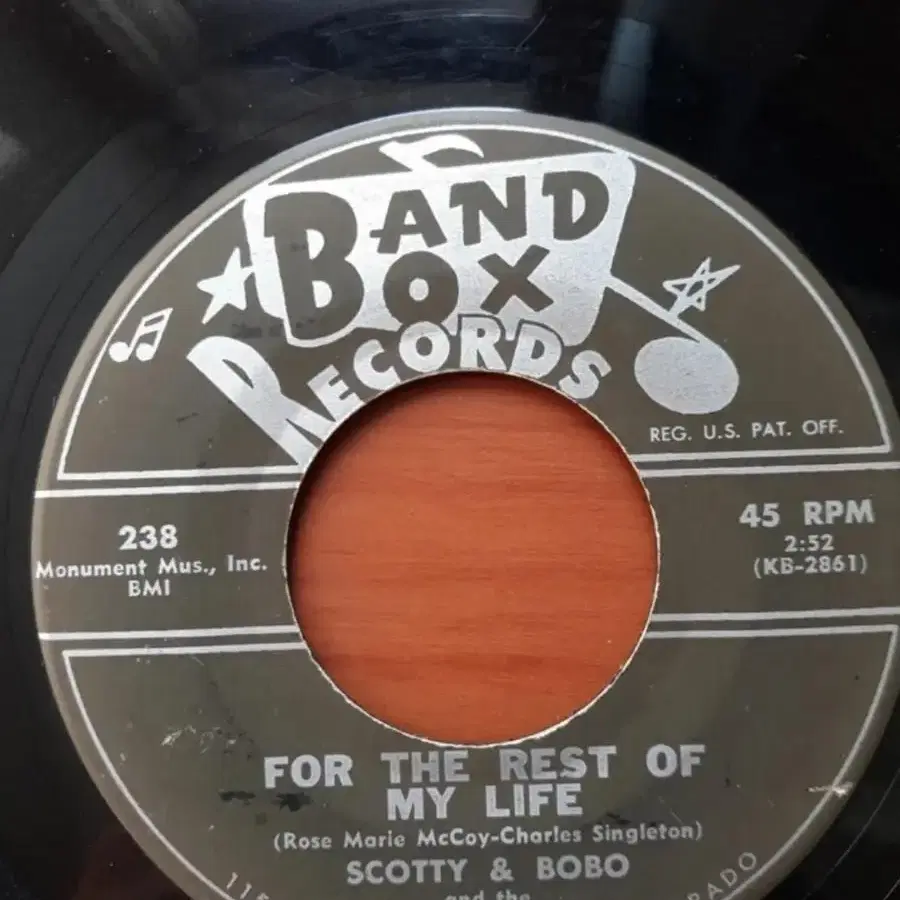 BAND
BOX
RECORDS
REG. U.S. PAT. OFF.
238
Monument Mus., Inc.
BMI
45 RPM
2:52
(KB-2861)
FOR THE REST OF
MY LIFE
(Rose Marie McCoy-Charles Singleton)
SCOTTY & BOBO
and the